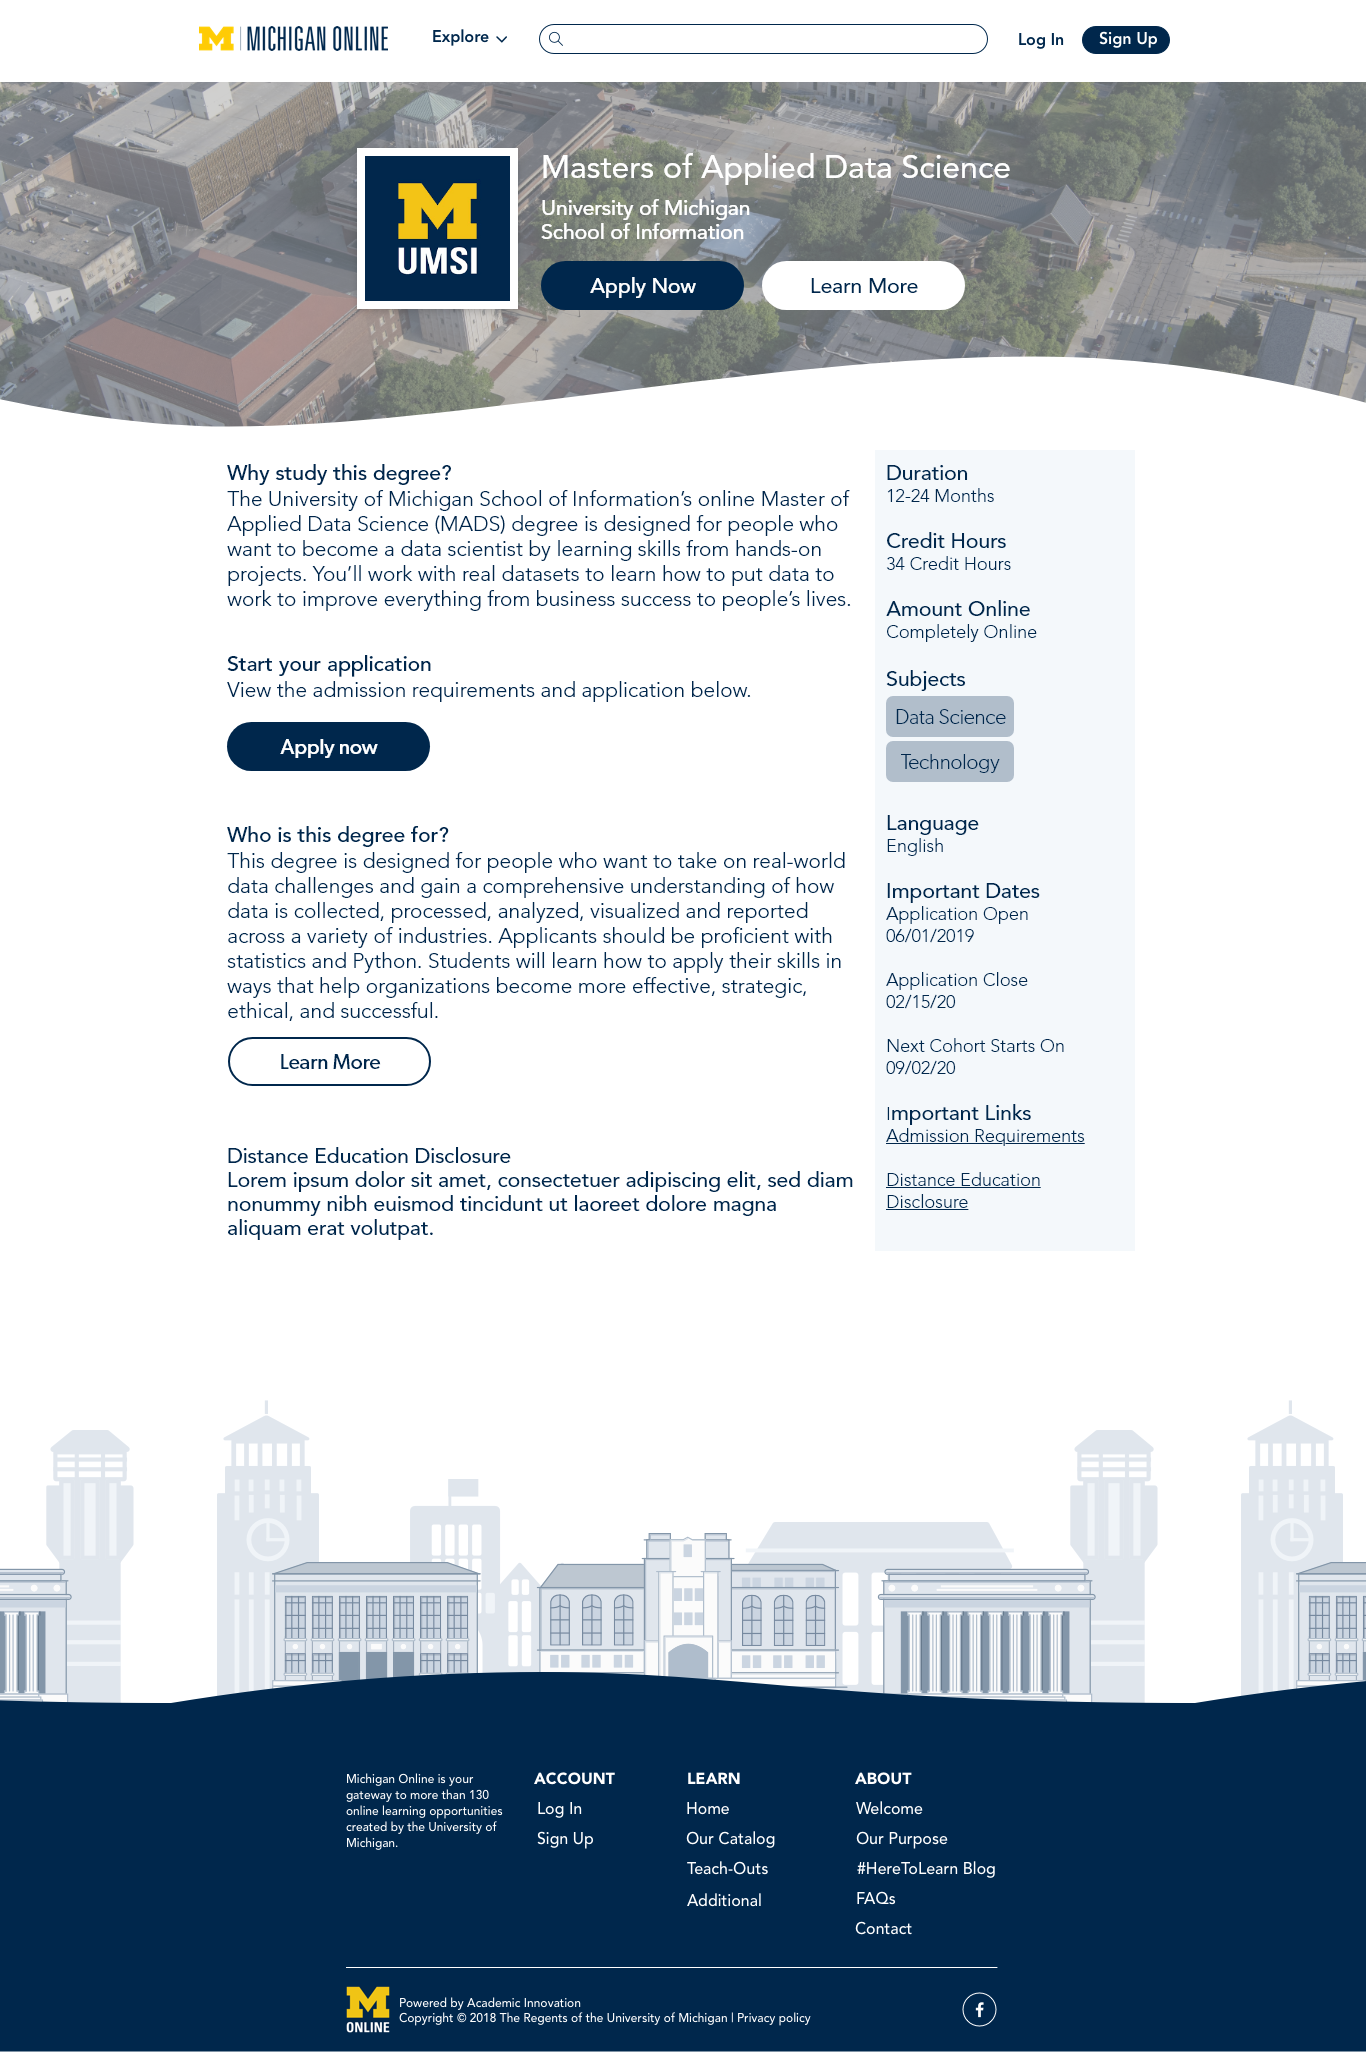 M | MICHIGAN ONLINE
Explore
Log In
Sign Up
M
UMSI
Masters of Applied Data Science
University of Michigan
School of Information
Apply Now
Learn More
Why study this degree?
The University of Michigan School of Information’s online Master of
Applied Data Science (MADS) degree is designed for people who
want to become a data scientist by learning skills from hands-on
projects. You’ll work with real datasets to learn how to put data to
work to improve everything from business success to people’s lives.
Start your application
View the admission requirements and application below.
Apply now
Who is this degree for?
This degree is designed for people who want to take on real-world
data challenges and gain a comprehensive understanding of how
data is collected, processed, analyzed, visualized and reported
across a variety of industries. Applicants should be proficient with
statistics and Python. Students will learn how to apply their skills in
ways that help organizations become more effective, strategic,
ethical, and successful.
Learn More
Distance Education Disclosure
Lorem ipsum dolor sit amet, consectetuer adipiscing elit, sed diam
nonummy nibh euismod tincidunt ut laoreet dolore magna
aliquam erat volutpat.
Duration
12-24 Months
Credit Hours
34 Credit Hours
Amount Online
Completely Online
Subjects
Data Science
Technology
Language
English
Important Dates
Application Open
06/01/2019
Application Close
02/15/20
Next Cohort Starts On
09/02/20
Important Links
Admission Requirements
Distance Education
Disclosure
Michigan Online is your
gateway to more than 130
online learning opportunities
created by the University of
Michigan.
ACCOUNT
Log In
Sign Up
LEARN
Home
Our Catalog
Teach-Outs
Additional
ABOUT
Welcome
Our Purpose
#HereToLearn Blog
FAQs
Contact
M
ONLINE
Powered by Academic Innovation
Copyright © 2018 The Regents of the University of Michigan | Privacy policy
f